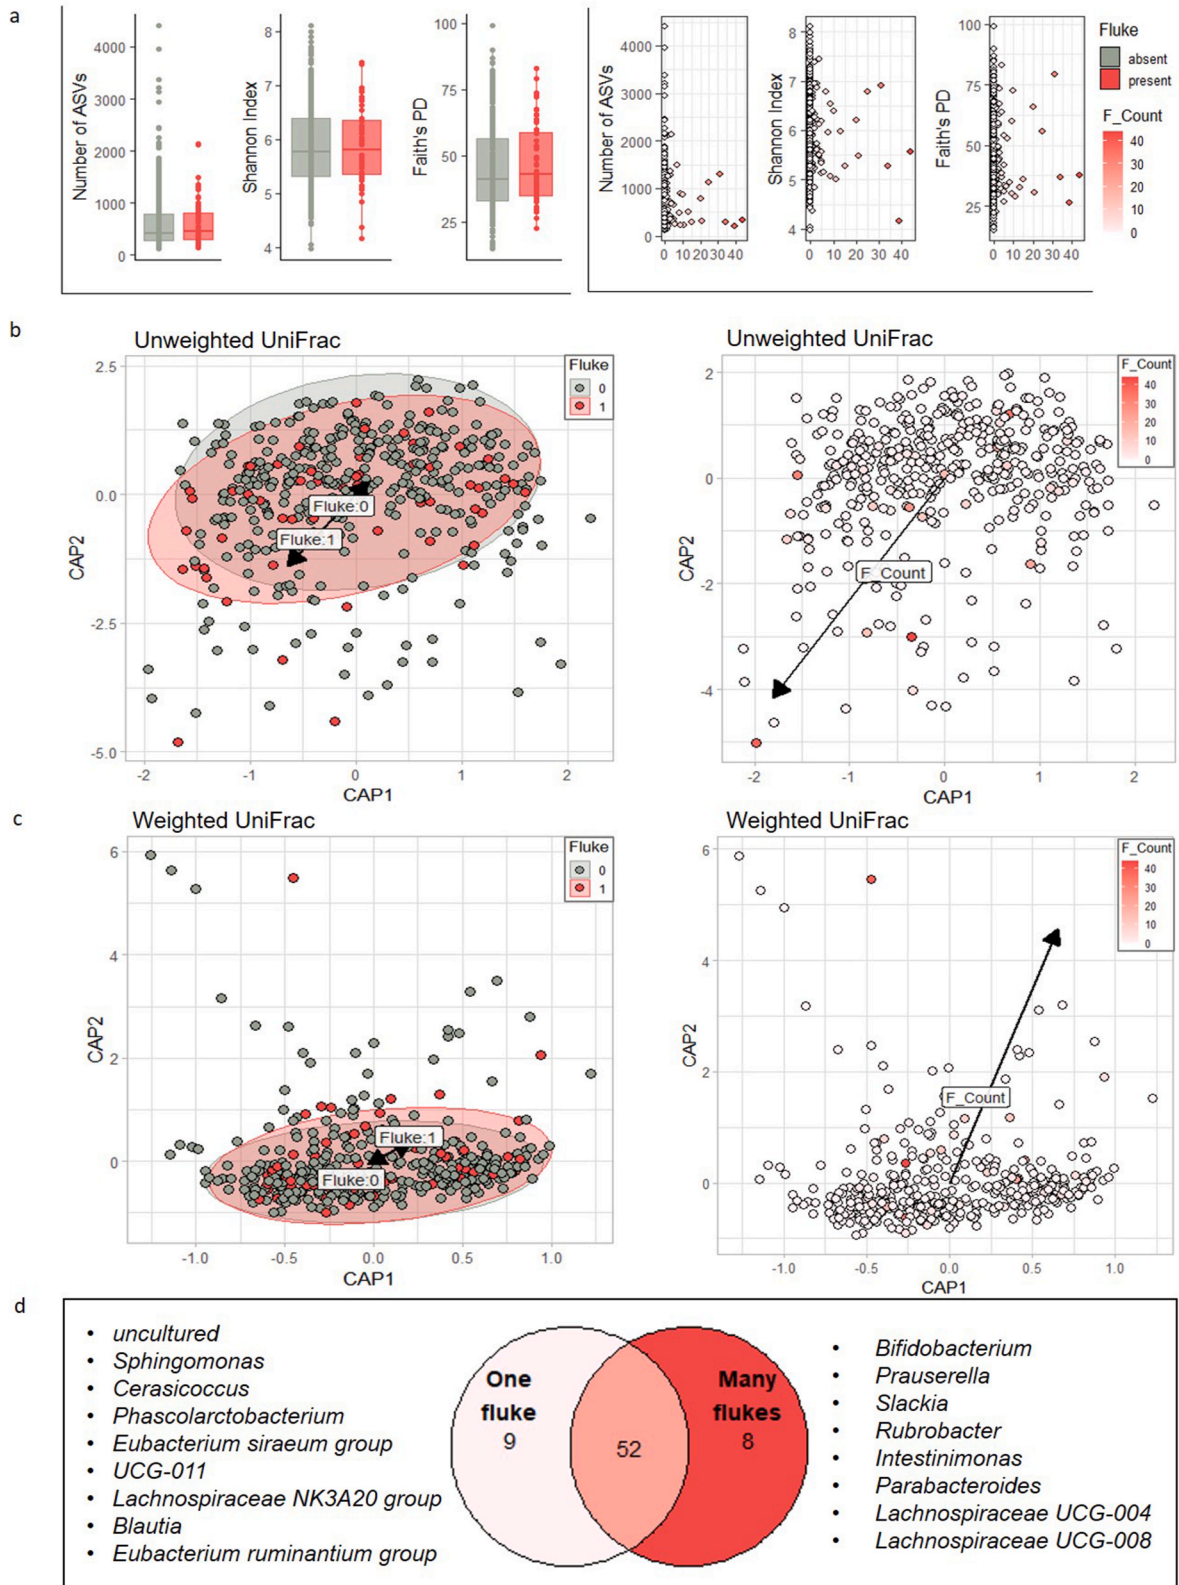 a
Number of ASVs
4000
3000
2000
1000
0
Shannon Index
8
7
6
5
4
Faith's PD
100
75
50
25
Number of ASVs
4000
3000
2000
1000
0
0 10 20 30 40
Shannon Index
8
7
6
5
4
0 10 20 30 40
Faith's PD
100
75
50
25
0 10 20 30 40
Fluke
absent
present
F_Count
40
30
20
10
0
b
Unweighted UniFrac
CAP2
2.5
0.0
-2.5
-5.0
Fluke
0
1
Fluke:0
Fluke:1
-2 -1 0 1 2
CAP1
Unweighted UniFrac
CAP2
2
0
-2
-4
F_Count
40
30
20
10
0
F_Count
-2 -1 0 1 2
CAP1
c
Weighted UniFrac
CAP2
6
4
2
0
Fluke
0
1
Fluke:1
Fluke:0
-1.0 -0.5 0.0 0.5 1.0
CAP1
Weighted UniFrac
CAP2
6
4
2
0
F_Count
40
30
20
10
0
F_Count
-1.0 -0.5 0.0 0.5 1.0
CAP1
d
• uncultured
• Sphingomonas
• Cerasicoccus
• Phascolarctobacterium
• Eubacterium siraeum group
• UCG-011
• Lachnospiraceae NK3A20 group
• Blautia
• Eubacterium ruminantium group
One
fluke
9
52
Many
flukes
8
• Bifidobacterium
• Prauserella
• Slackia
• Rubrobacter
• Intestinimonas
• Parabacteroides
• Lachnospiraceae UCG-004
• Lachnospiraceae UCG-008